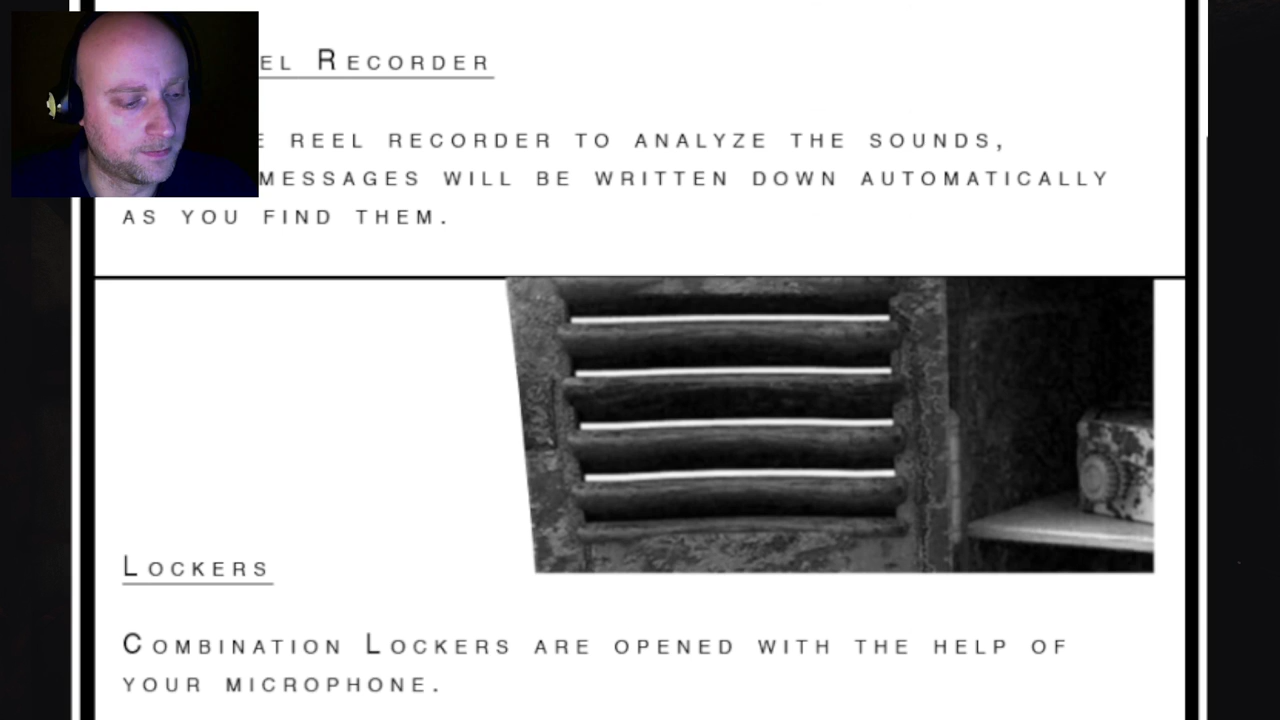 EL RECORDER
E REEL RECORDER TO ANALYZE THE SOUNDS,
MESSAGES WILL BE WRITTEN DOWN AUTOMATICALLY
AS YOU FIND THEM.
LOCKERS
COMBINATION LOCKERS ARE OPENED WITH THE HELP OF
YOUR MICROPHONE.